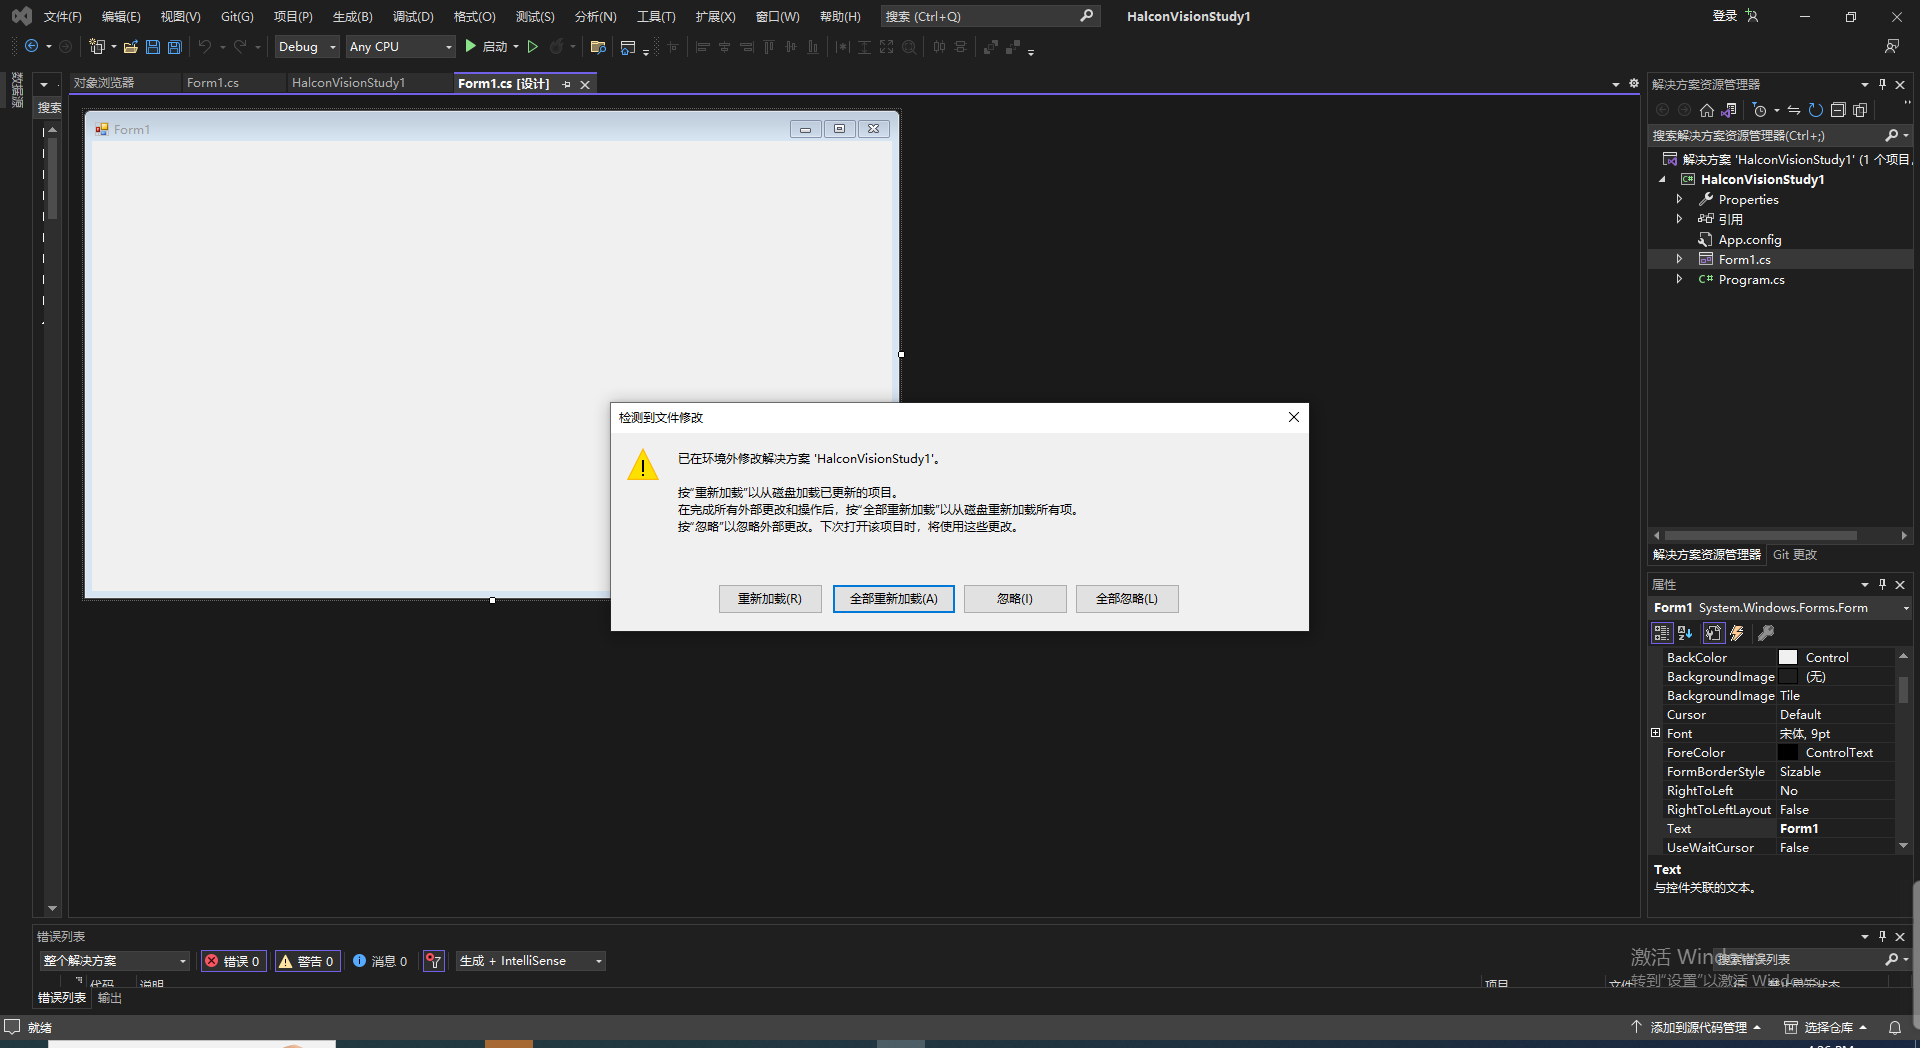 文件(F) 编辑(E) 视图(V) Git(G) 项目(P) 生成(B) 调试(D) 格式(O) 测试(S) 分析(N) 工具(T) 扩展(X) 窗口(W) 帮助(H) 搜索 (Ctrl+Q) HalconVisionStudy1 登录
Debug Any CPU 启动
数据源
对象浏览器 Form1.cs HalconVisionStudy1 Form1.cs [设计]
搜索
Form1
检测到文件修改
已在环境外修改解决方案 'HalconVisionStudy1'。
按“重新加载”以从磁盘加载已更新的项目。
在完成所有外部更改和操作后，按“全部重新加载”以从磁盘重新加载所有项。
按“忽略”以忽略外部更改。下次打开该项目时，将使用这些更改。
重新加载(R) 全部重新加载(A) 忽略(I) 全部忽略(L)
解决方案资源管理器
搜索解决方案资源管理器(Ctrl+;)
解决方案 'HalconVisionStudy1' (1 个项目,
C# HalconVisionStudy1
Properties
引用
App.config
Form1.cs
C# Program.cs
解决方案资源管理器 Git 更改
属性
Form1 System.Windows.Forms.Form
BackColor Control
BackgroundImage (无)
BackgroundImage Tile
Cursor Default
Font 宋体, 9pt
ForeColor ControlText
FormBorderStyle Sizable
RightToLeft No
RightToLeftLayout False
Text Form1
UseWaitCursor False
Text
与控件关联的文本。
错误列表
整个解决方案 错误 0 警告 0 消息 0 生成 + IntelliSense 搜索错误列表
代码 说明 项目 文件
错误列表 输出
激活 Windows
转到“设置”以激活 Windows。
就绪 添加到源代码管理 选择仓库